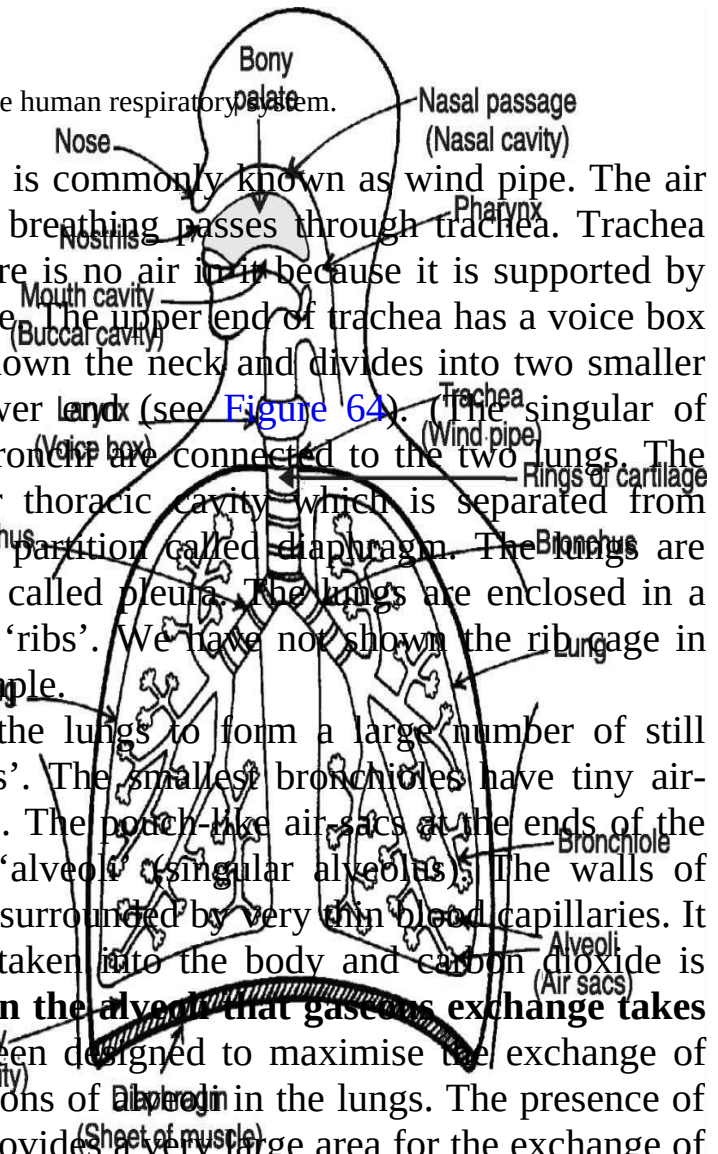 Bony
palate
e human respiratory system.
Nasal passage
(Nasal cavity)
Nose
is commonly known as wind pipe. The air
breathing passes through trachea. Trachea
Pharynx
Nostrils
re is no air in it because it is supported by
Mouth cavity
(Buccal cavity)
e. The upper end of trachea has a voice box
own the neck and divides into two smaller
wer end (see Figure 64). (The singular of
Larynx
(Voice box)
Trachea
(Wind pipe)
ronchi are connected to the two lungs. The
Rings of cartilage
r thoracic cavity which is separated from
hus
partition called diaphragm. The lungs are
Bronchus
called pleura. The lungs are enclosed in a
‘ribs’. We have not shown the rib cage in
Lung
mple.
g
the lungs to form a large number of still
s’. The smallest bronchioles have tiny air-
. The pouch-like air-sacs at the ends of the
Bronchiole
‘alveoli’ (singular alveolus). The walls of
surrounded by very thin blood capillaries. It
taken into the body and carbon dioxide is
Alveoli
(Air sacs)
n the alveoli that gaseous exchange takes
y
ity)
een designed to maximise the exchange of
ons of alveoli in the lungs. The presence of
Diaphragm
(Sheet of muscle)
ovides a very large area for the exchange of